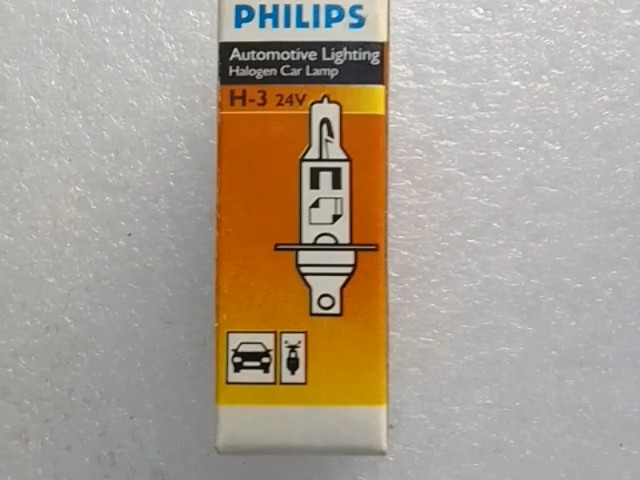 PHILIPS
Automotive Lighting
Halogen Car Lamp
H-3 24V